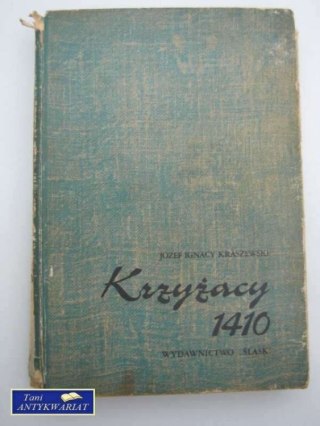 JÓZEF IGNACY KRASZEWSKI
Krzyżacy
1410
WYDAWNICTWO „ŚLĄSK”
Tani
ANTYKWARIAT